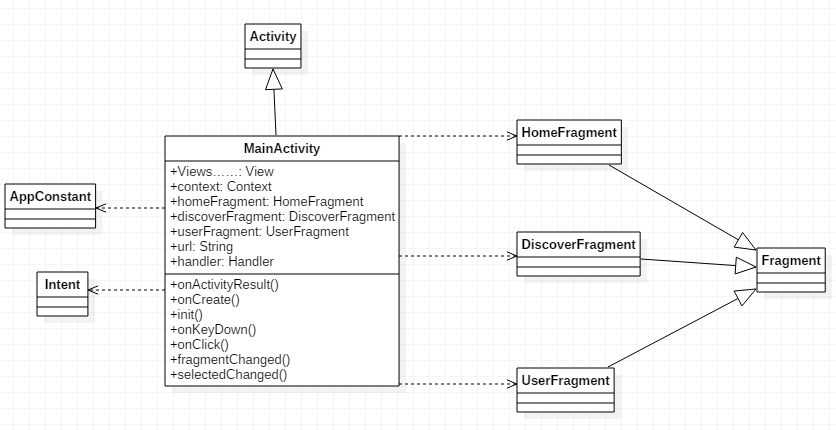 Activity
MainActivity
+Views……: View
+context: Context
+homeFragment: HomeFragment
+discoverFragment: DiscoverFragment
+userFragment: UserFragment
+url: String
+handler: Handler
+onActivityResult()
+onCreate()
+init()
+onKeyDown()
+onClick()
+fragmentChanged()
+selectedChanged()
AppConstant
Intent
HomeFragment
DiscoverFragment
UserFragment
Fragment